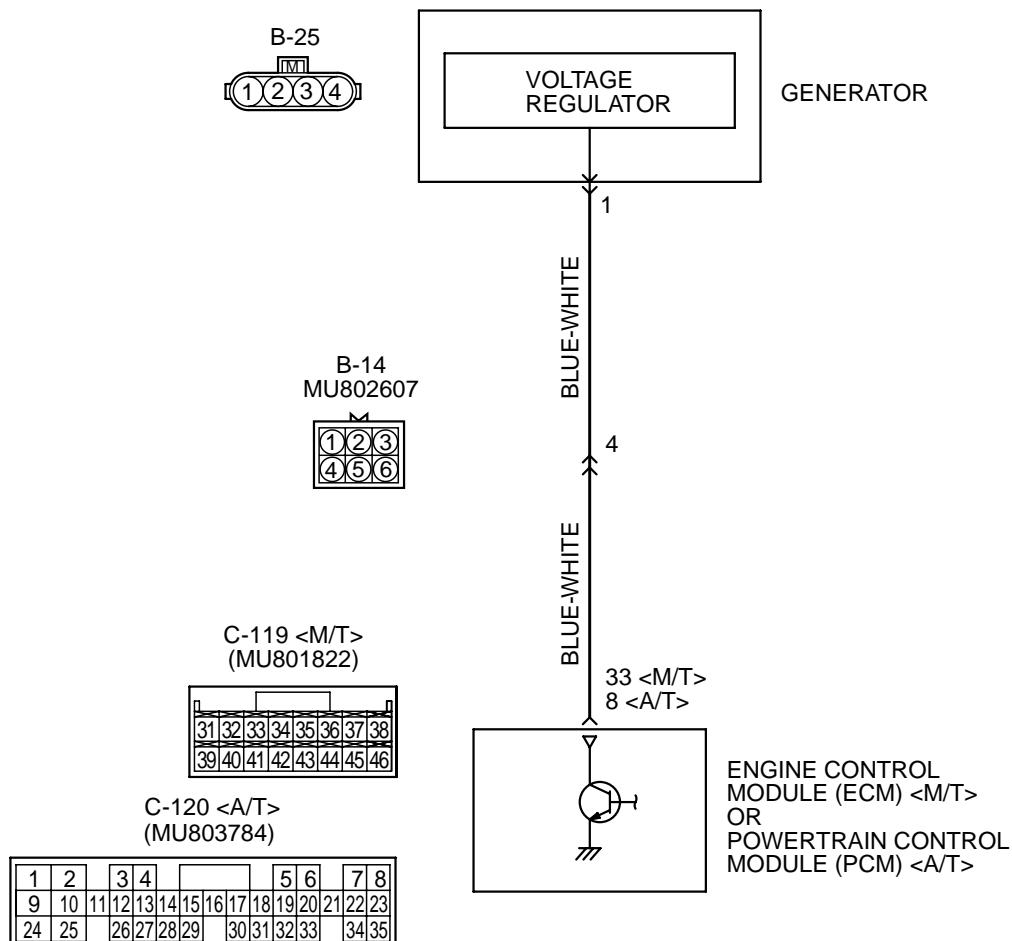 B-25
M
1 2 3 4
VOLTAGE
REGULATOR
GENERATOR
1
BLUE-WHITE
B-14
MU802607
1 2 3
4 5 6
4
BLUE-WHITE
C-119 <M/T>
(MU801822)
31 32 33 34 35 36 37 38
39 40 41 42 43 44 45 46
33 <M/T>
8 <A/T>
ENGINE CONTROL
MODULE (ECM) <M/T>
OR
POWERTRAIN CONTROL
MODULE (PCM) <A/T>
C-120 <A/T>
(MU803784)
1 2 3 4 5 6 7 8
9 10 11 12 13 14 15 16 17 18 19 20 21 22 23
24 25 26 27 28 29 30 31 32 33 34 35